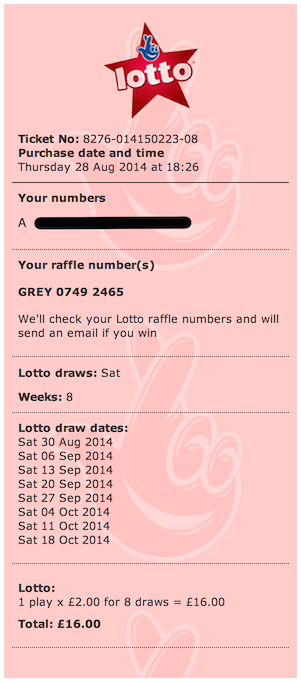 lotto
Ticket No: 8276-014150223-08
Purchase date and time
Thursday 28 Aug 2014 at 18:26
Your numbers
A
Your raffle number(s)
GREY 0749 2465
We'll check your Lotto raffle numbers and will
send an email if you win
Lotto draws: Sat
Weeks: 8
Lotto draw dates:
Sat 30 Aug 2014
Sat 06 Sep 2014
Sat 13 Sep 2014
Sat 20 Sep 2014
Sat 27 Sep 2014
Sat 04 Oct 2014
Sat 11 Oct 2014
Sat 18 Oct 2014
Lotto:
1 play x £2.00 for 8 draws = £16.00
Total: £16.00